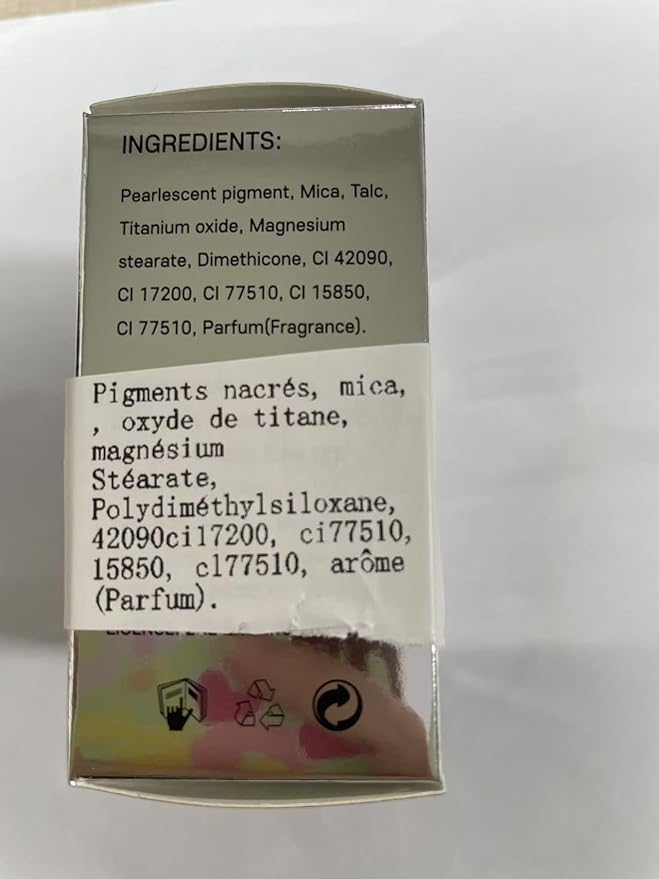 INGREDIENTS:
Pearlescent pigment, Mica, Talc,
Titanium oxide, Magnesium
stearate, Dimethicone, CI 42090,
CI 17200, CI 77510, CI 15850,
CI 77510, Parfum(Fragrance).
Pigments nacrés, mica,
, oxyde de titane,
magnésium
Stéarate,
Polydiméthylsiloxane,
42090ci17200, ci77510,
15850, cl77510, arôme
(Parfum).